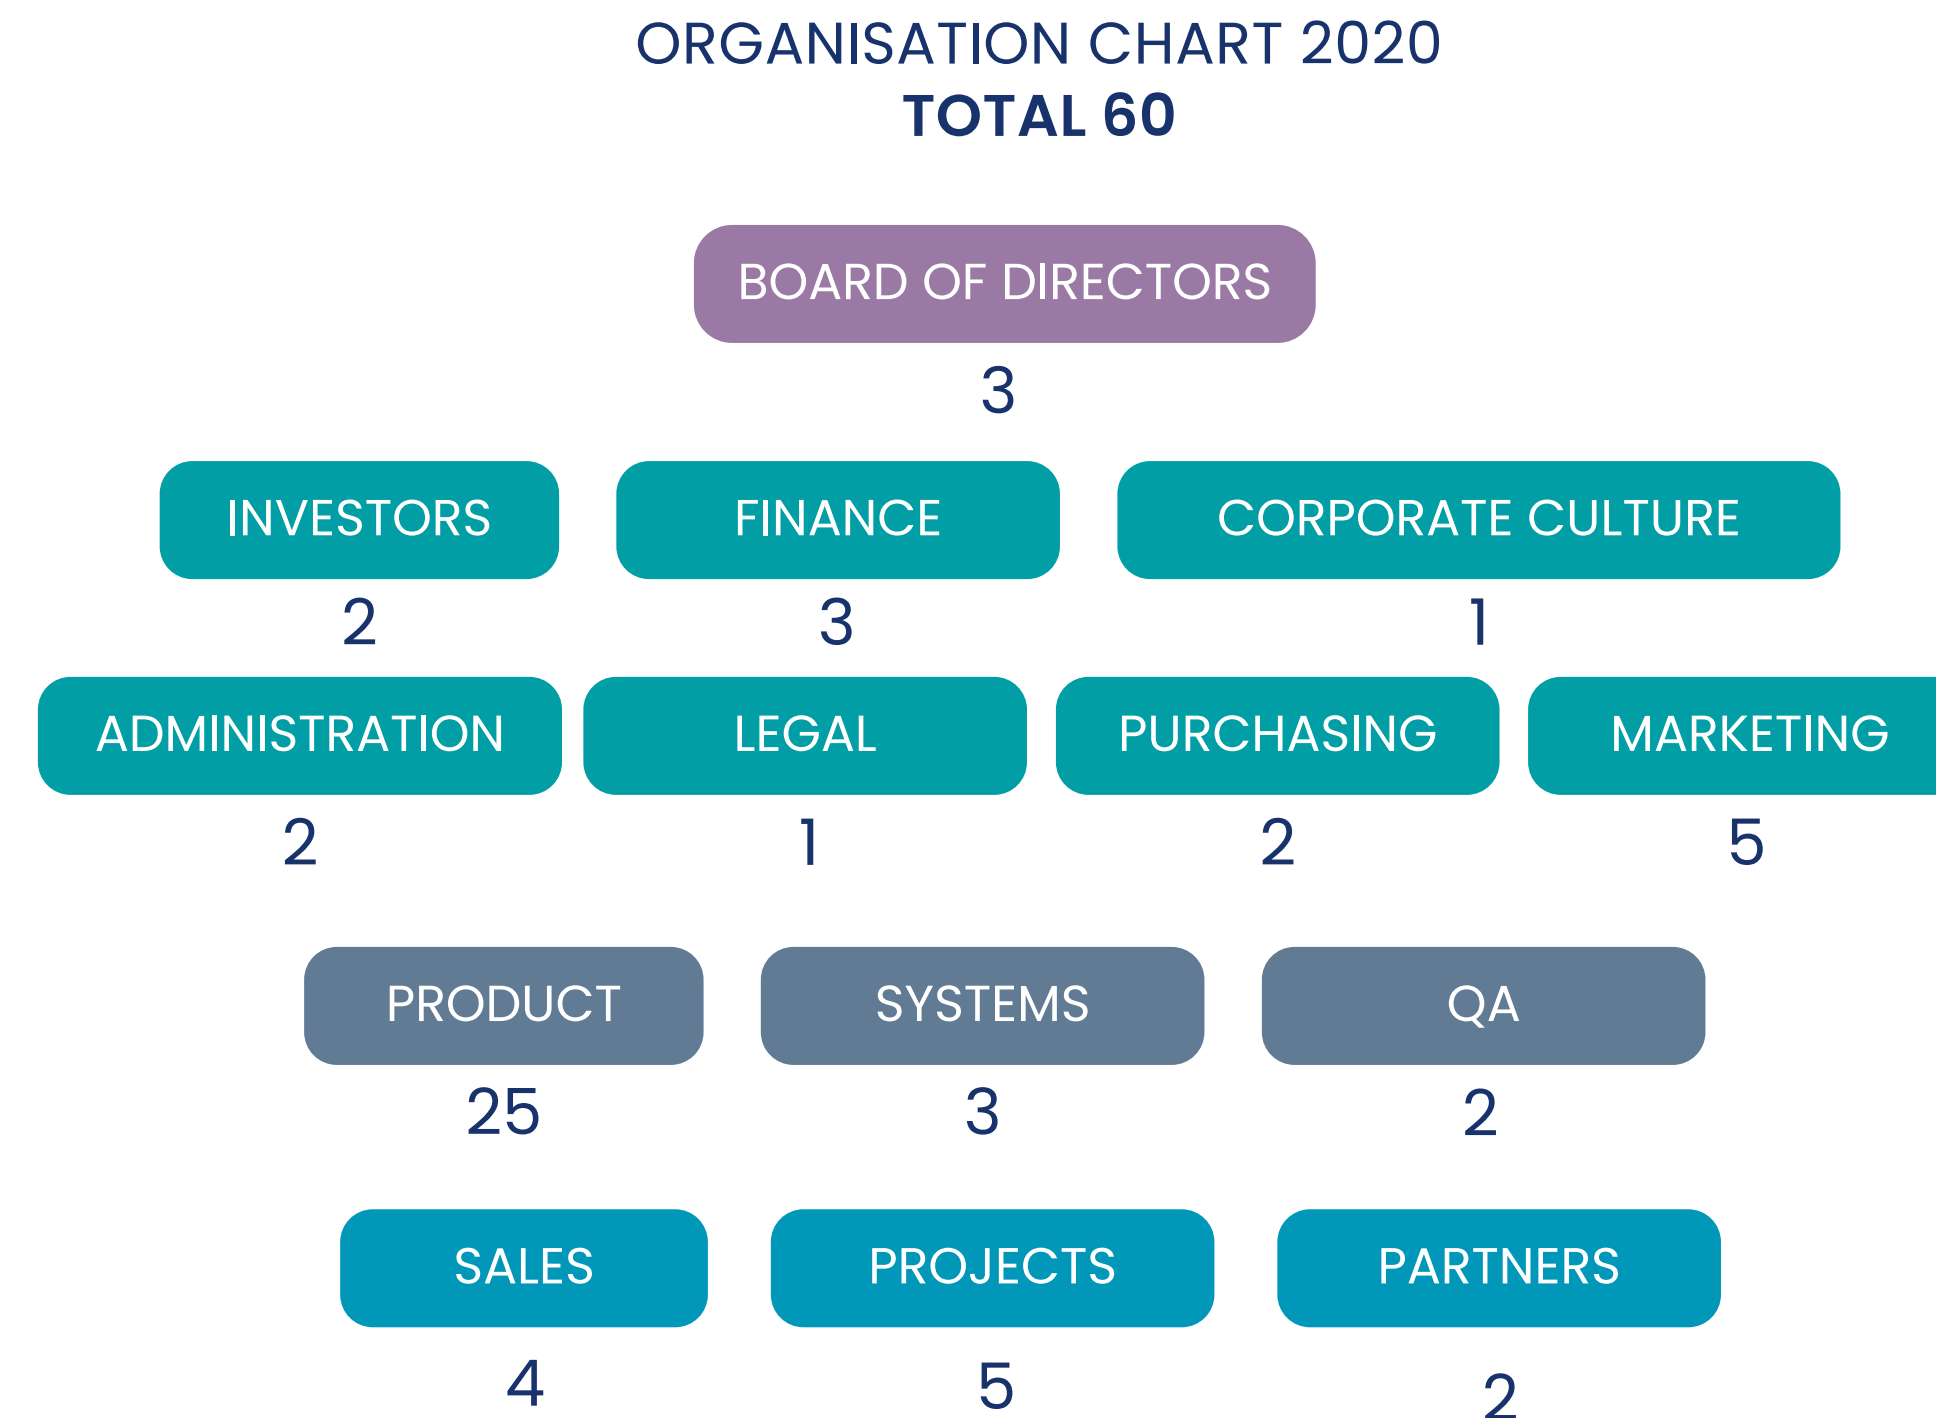 ORGANISATION CHART 2020
TOTAL 60
BOARD OF DIRECTORS
3
INVESTORS FINANCE CORPORATE CULTURE
2 3 1
ADMINISTRATION LEGAL PURCHASING MARKETING
2 1 2 5
PRODUCT SYSTEMS QA
25 3 2
SALES PROJECTS PARTNERS
4 5 2